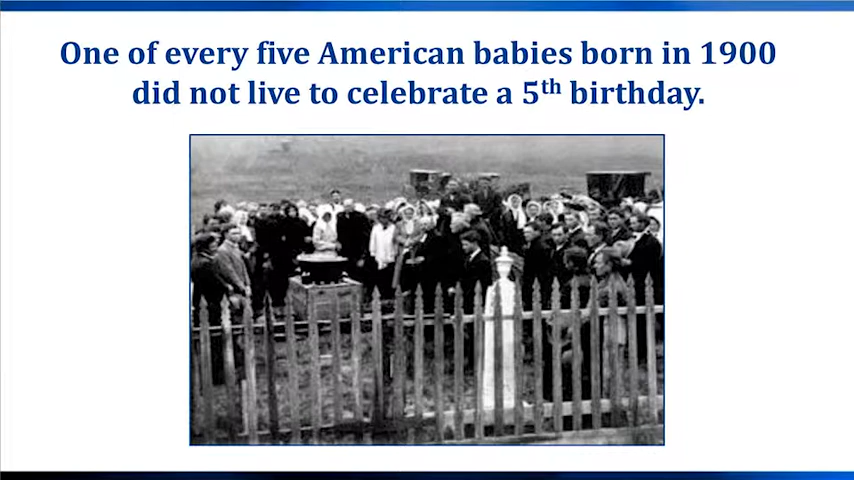 One of every five American babies born in 1900
did not live to celebrate a 5th birthday.